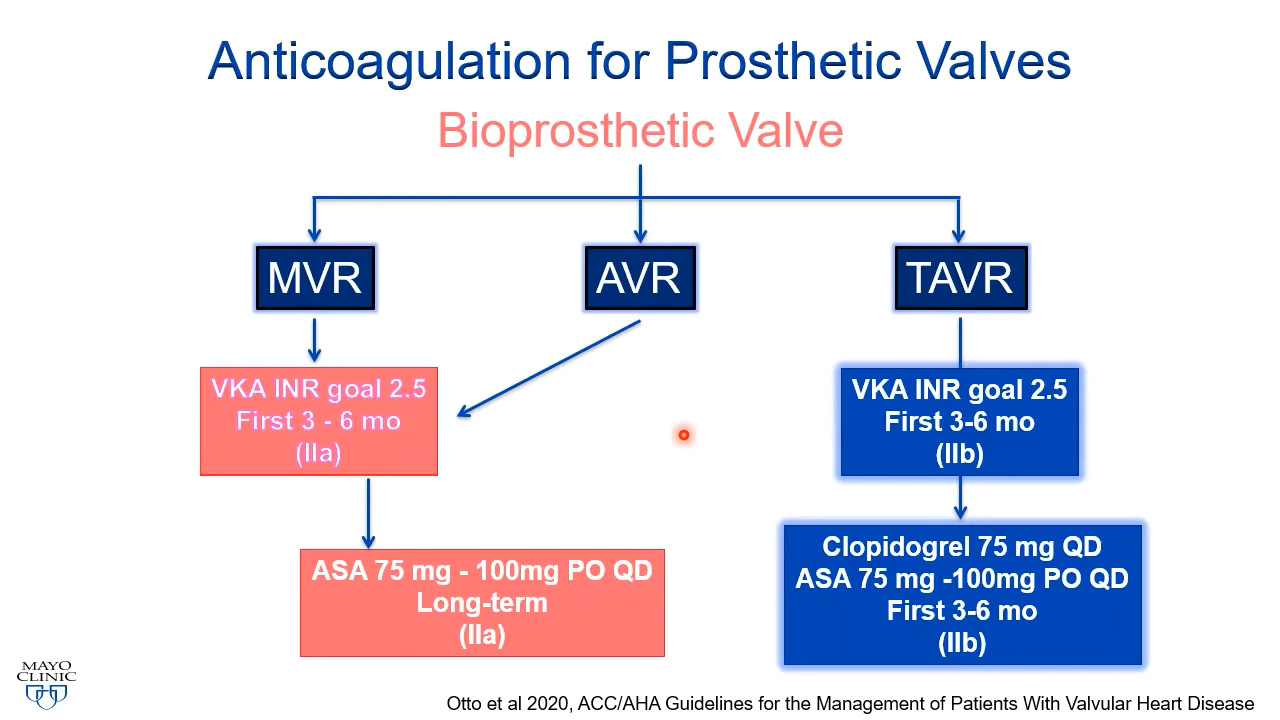 Anticoagulation for Prosthetic Valves
Bioprosthetic Valve
MVR
AVR
TAVR
VKA INR goal 2.5
First 3 - 6 mo
(IIa)
VKA INR goal 2.5
First 3-6 mo
(IIb)
ASA 75 mg - 100mg PO QD
Long-term
(IIa)
Clopidogrel 75 mg QD
ASA 75 mg -100mg PO QD
First 3-6 mo
(IIb)
MAYO
CLINIC
Otto et al 2020, ACC/AHA Guidelines for the Management of Patients With Valvular Heart Disease